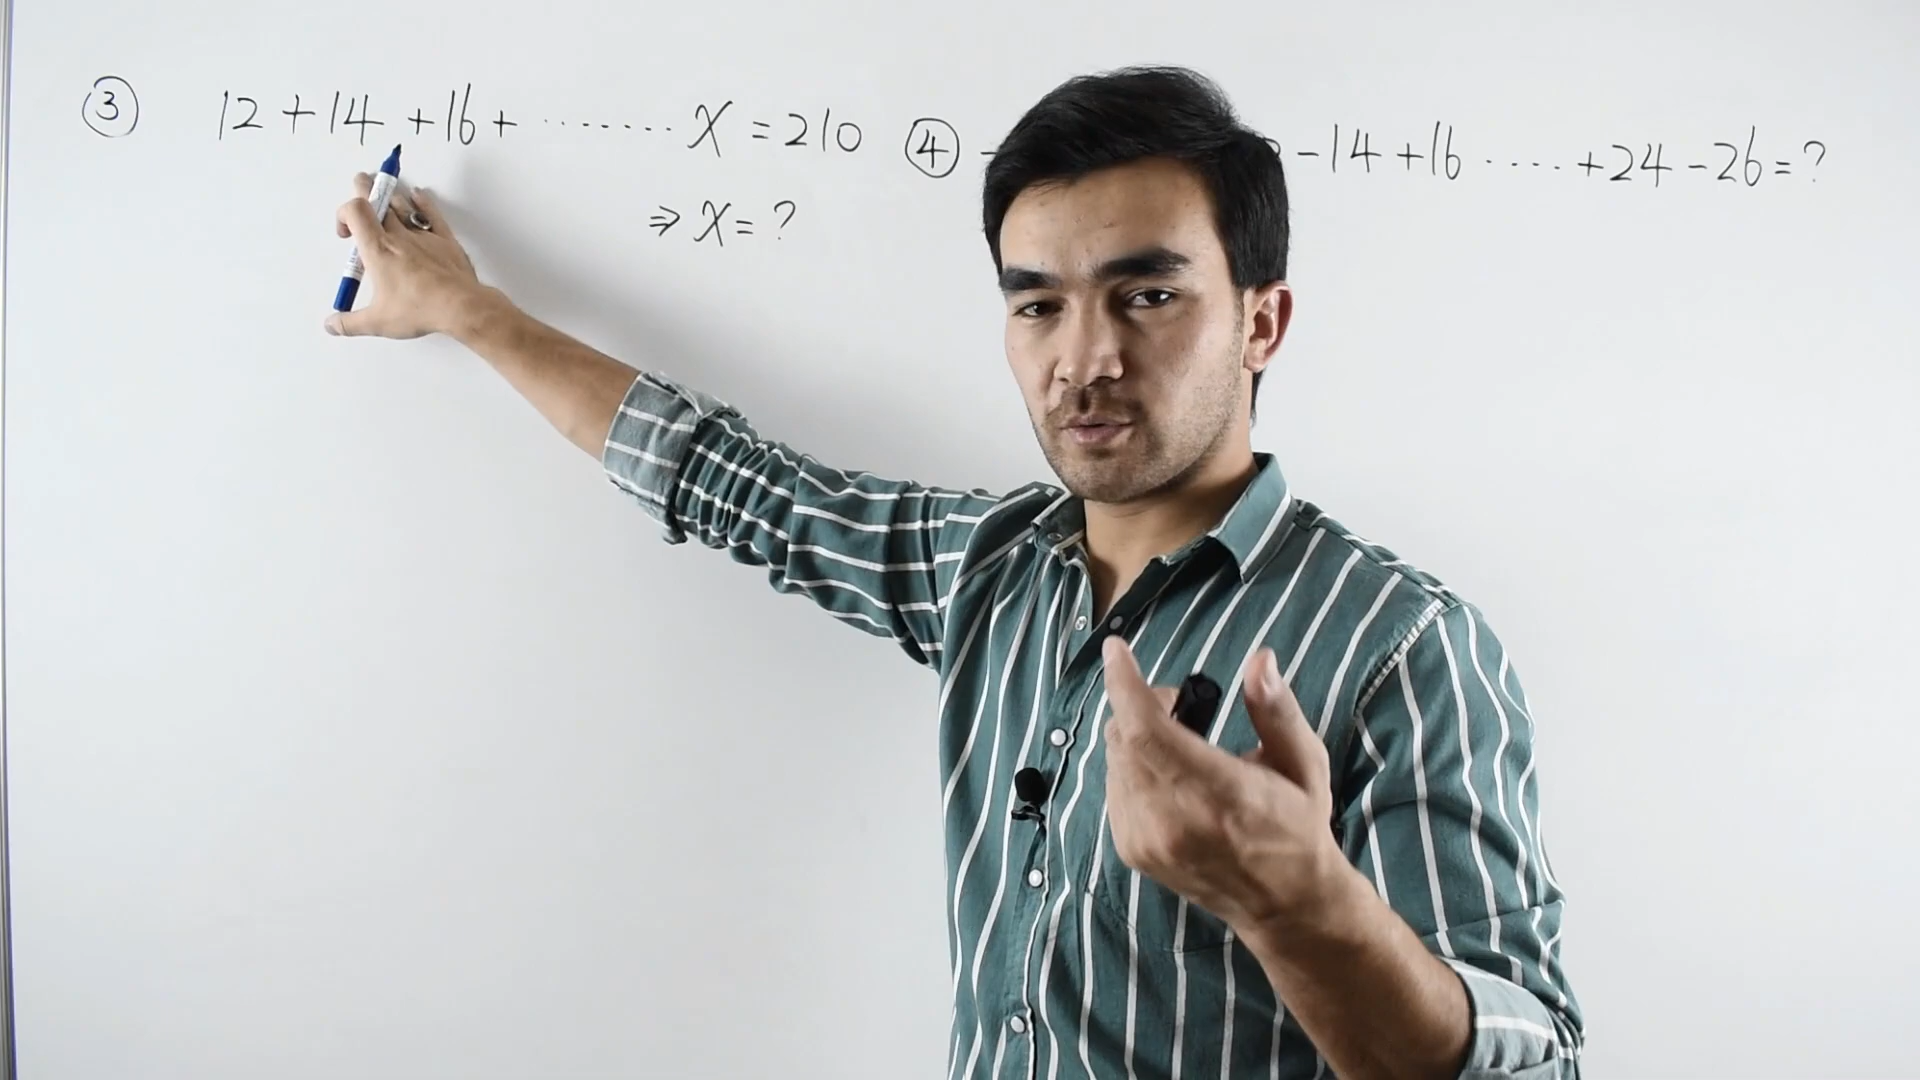 ③ 12 + 14 + 16 + ........ x = 210
⇒ x = ?
④ - 14 + 16 ..... + 24 - 26 = ?